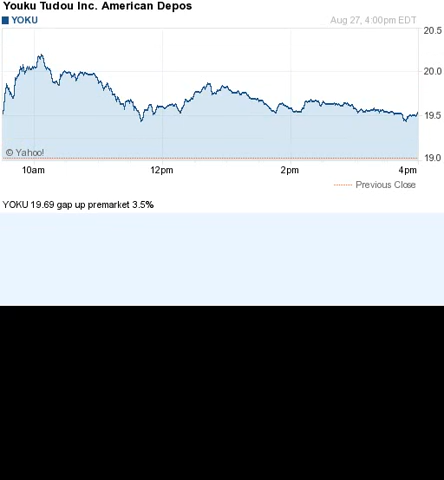 Youku Tudou Inc. American Depos
YOKU
Aug 27, 4:00pm EDT
20.5
20.0
19.5
19.0
© Yahoo!
10am 12pm 2pm 4pm
Previous Close
YOKU 19.69 gap up premarket 3.5%